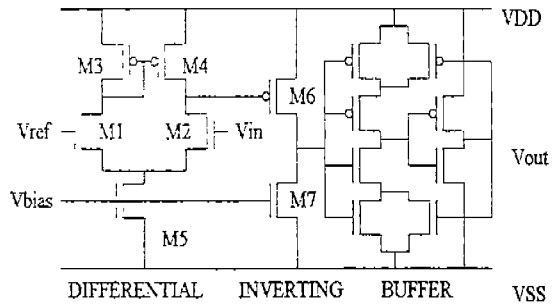 VDD
M3
M4
M6
Vref
M1
M2
Vin
Vout
Vbias
M7
M5
DIFFERENTIAL
INVERTING
BUFFER
VSS